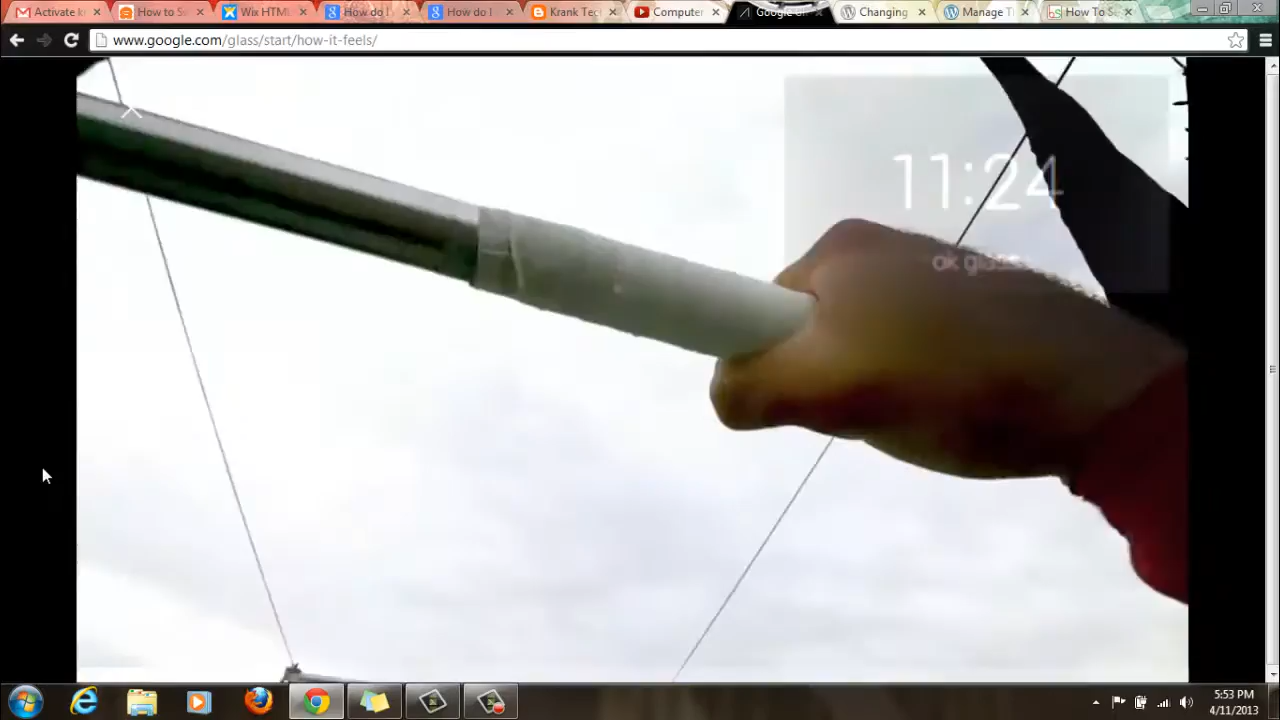 Activate
How to S
Wix HTML
How do I
How do I
Krank Tec
Computer
Google
Changing
Manage T
How To Se
www.google.com/glass/start/how-it-feels/
11:24
ok glass
5:53 PM
4/11/2013